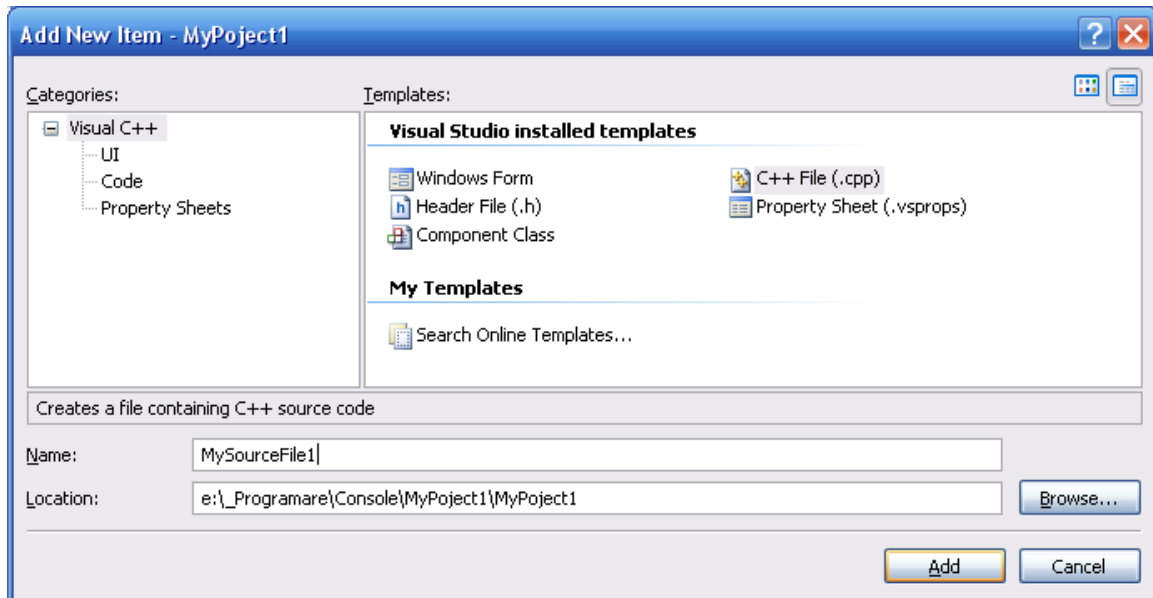 Add New Item - MyPoject1
Categories:
Templates:
Visual C++
UI
Code
Property Sheets
Visual Studio installed templates
Windows Form
C++ File (.cpp)
Header File (.h)
Property Sheet (.vsprops)
Component Class
My Templates
Search Online Templates...
Creates a file containing C++ source code
Name:
MySourceFile1
Location:
e:\_Programare\Console\MyPoject1\MyPoject1
Browse...
Add
Cancel